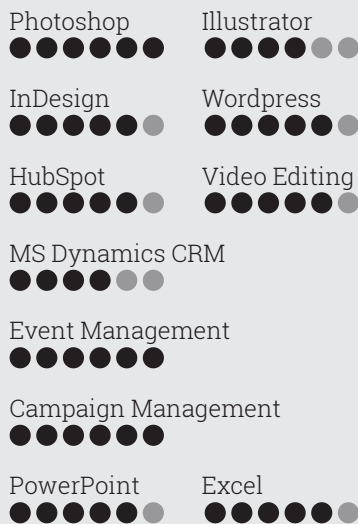 Photoshop Illustrator
InDesign Wordpress
HubSpot Video Editing
MS Dynamics CRM
Event Management
Campaign Management
PowerPoint Excel